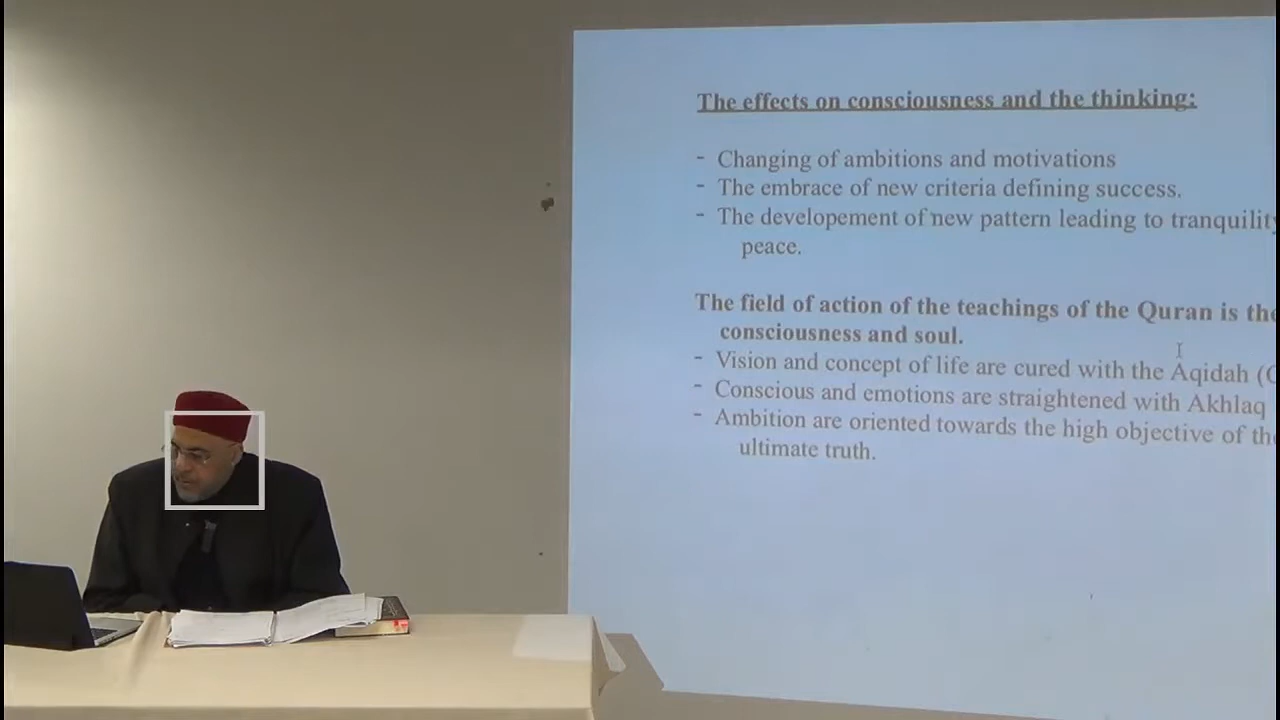 The effects on consciousness and the thinking:
- Changing of ambitions and motivations
- The embrace of new criteria defining success.
- The developement of new pattern leading to
peace.
The field of action of the teachings of the Quran is
consciousness and soul.
- Vision and concept of life are cured with the Aqidah
- Conscious and emotions are straightened with Akhlaq
- Ambition are oriented towards the high objective of
ultimate truth.